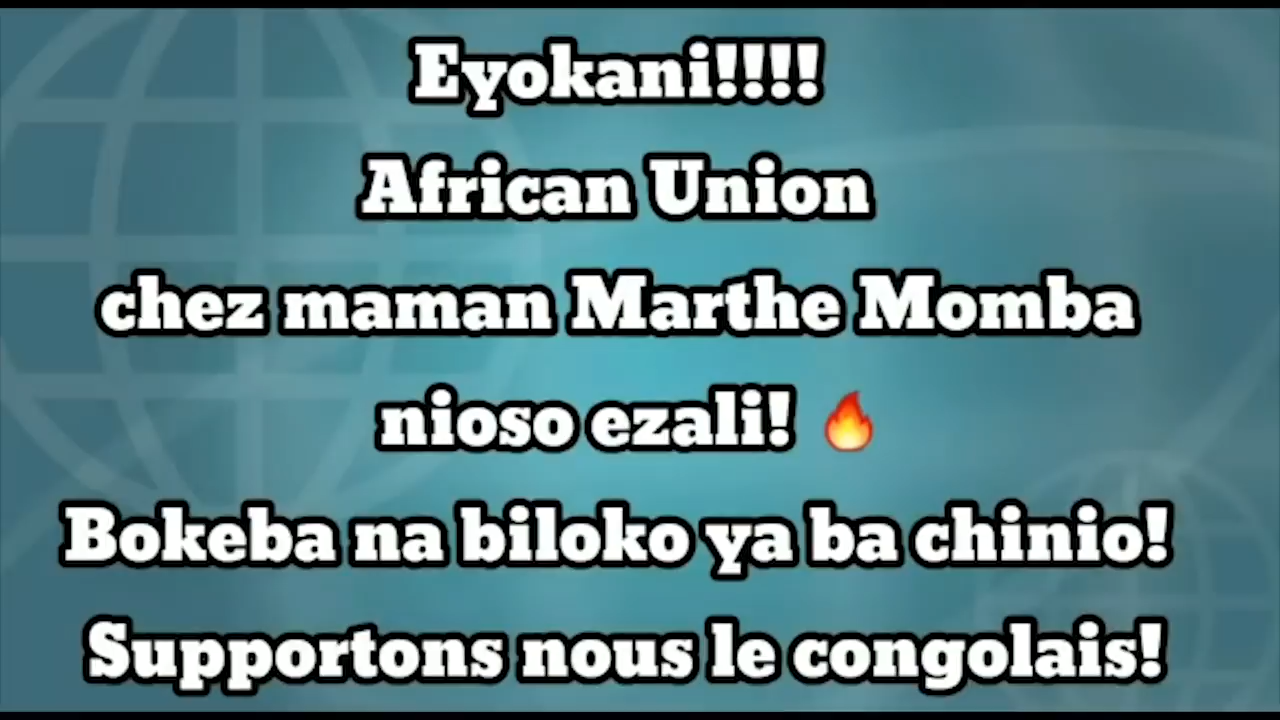 Eyokani!!!!
African Union
chez maman Marthe Momba
nioso ezali! 🔥
Bokeba na biloko ya ba chinio!
Supportons nous le congolais!